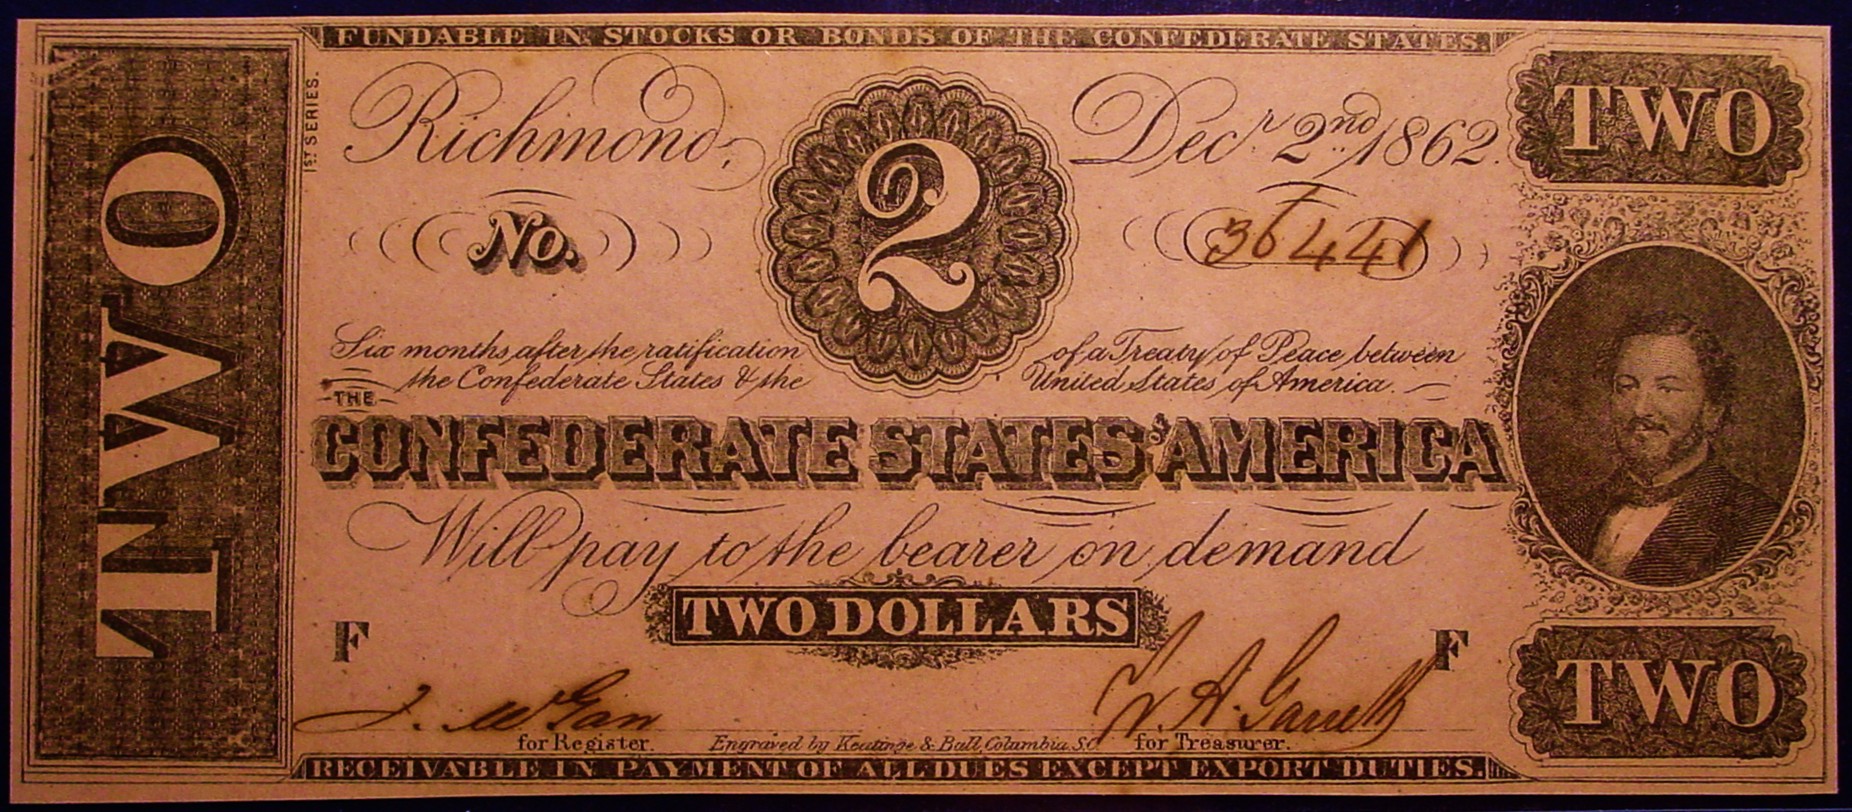 FUNDABLE IN STOCKS OR BONDS OF THE CONFEDERATE STATES.
1ST SERIES.
TWO
Richmond, Decr. 2nd 1862.
2
TWO
No. 36441
Six months after the ratification of a Treaty of Peace between
the Confederate States & the United States of America.
THE
CONFEDERATE STATES OF AMERICA
Will pay to the bearer on demand
TWO DOLLARS
F F
TWO
for Register. Engraved by Keatinge & Ball, Columbia, S.C. for Treasurer.
RECEIVABLE IN PAYMENT OF ALL DUES EXCEPT EXPORT DUTIES.